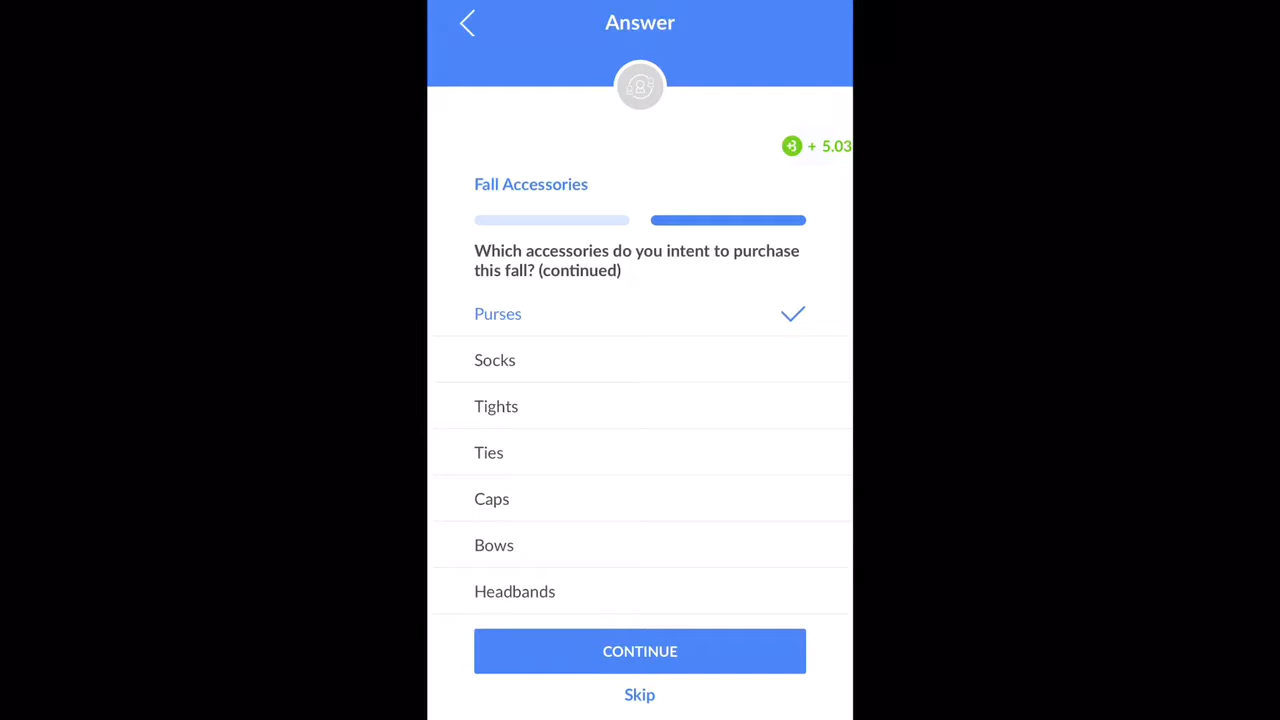 Answer
+ 5.03
Fall Accessories
Which accessories do you intent to purchase
this fall? (continued)
Purses
Socks
Tights
Ties
Caps
Bows
Headbands
CONTINUE
Skip